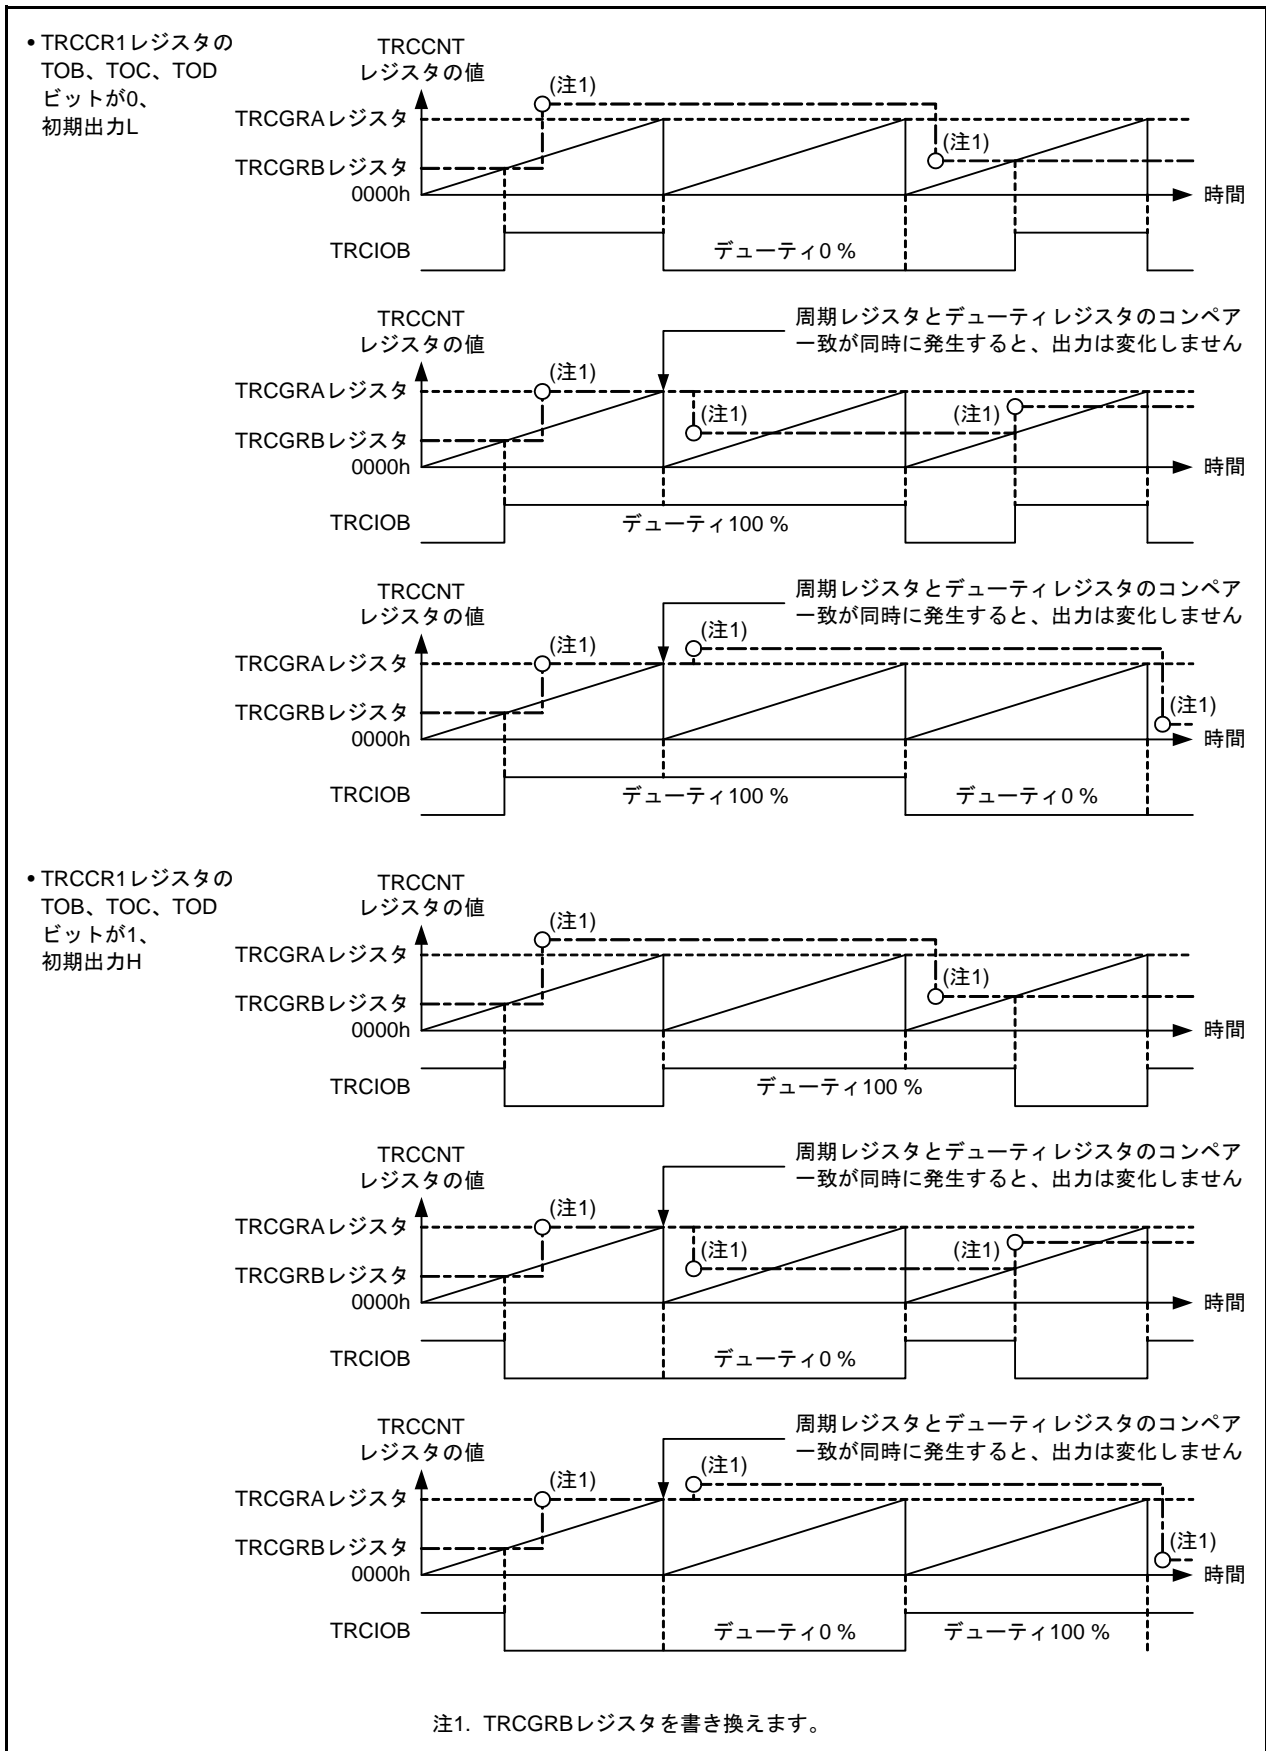 • TRCCR1レジスタの
TOB、TOC、TOD
ビットが0、
初期出力L
TRCCNT
レジスタの値
(注1)
TRCGRAレジスタ
(注1)
TRCGRBレジスタ
0000h
時間
TRCIOB
デューティ0 %
TRCCNT
レジスタの値
周期レジスタとデューティレジスタのコンペア
一致が同時に発生すると、出力は変化しません
(注1)
TRCGRAレジスタ
(注1)
(注1)
TRCGRBレジスタ
0000h
時間
TRCIOB
デューティ100 %
TRCCNT
レジスタの値
周期レジスタとデューティレジスタのコンペア
一致が同時に発生すると、出力は変化しません
(注1)
(注1)
TRCGRAレジスタ
TRCGRBレジスタ
(注1)
0000h
時間
TRCIOB
デューティ100 %
デューティ0 %
• TRCCR1レジスタの
TOB、TOC、TOD
ビットが1、
初期出力H
TRCCNT
レジスタの値
(注1)
TRCGRAレジスタ
(注1)
TRCGRBレジスタ
0000h
時間
TRCIOB
デューティ100 %
TRCCNT
レジスタの値
周期レジスタとデューティレジスタのコンペア
一致が同時に発生すると、出力は変化しません
(注1)
TRCGRAレジスタ
(注1)
(注1)
TRCGRBレジスタ
0000h
時間
TRCIOB
デューティ0 %
TRCCNT
レジスタの値
周期レジスタとデューティレジスタのコンペア
一致が同時に発生すると、出力は変化しません
(注1)
(注1)
TRCGRAレジスタ
TRCGRBレジスタ
(注1)
0000h
時間
TRCIOB
デューティ0 %
デューティ100 %
注1. TRCGRBレジスタを書き換えます。